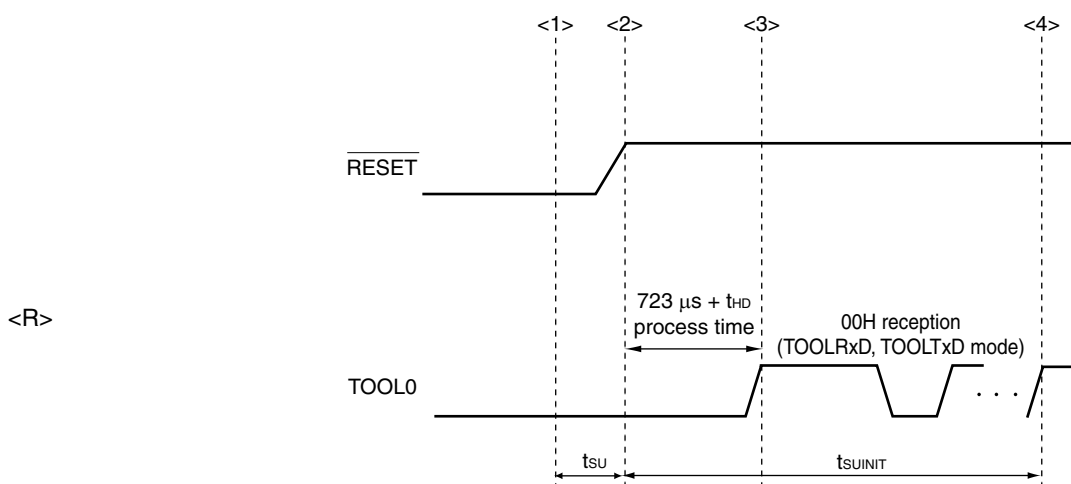 <1> <2> <3> <4>
RESET
723 μs + tHD
process time
00H reception
(TOOLRxD, TOOLTxD mode)
<R>
TOOL0
. . .
tSU tSUINIT